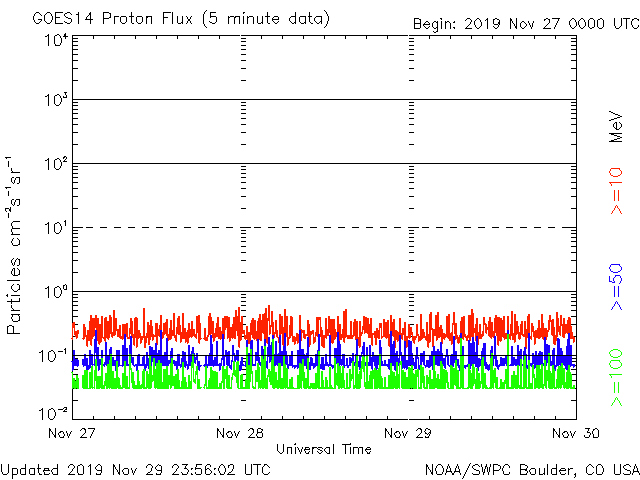 GOES14 Proton Flux (5 minute data)
Begin: 2019 Nov 27 0000 UTC
Particles cm⁻²s⁻¹sr⁻¹
10⁴
10³
10²
10¹
10⁰
10⁻¹
10⁻²
Nov 27
Nov 28
Nov 29
Nov 30
Universal Time
MeV
>=10
>=50
>=100
Updated 2019 Nov 29 23:56:02 UTC
NOAA/SWPC Boulder, CO USA